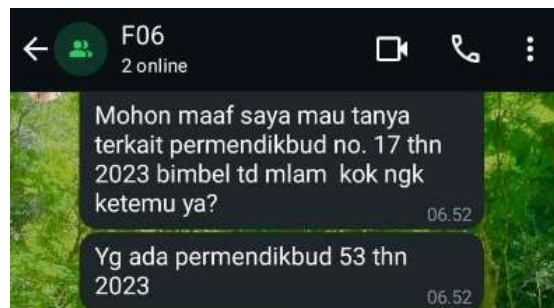 F06
2 online
Mohon maaf saya mau tanya
terkait permendikbud no. 17 thn
2023 bimbel td mlam kok ngk
ketemu ya?
06.52
Yg ada permendikbud 53 thn
2023
06.52